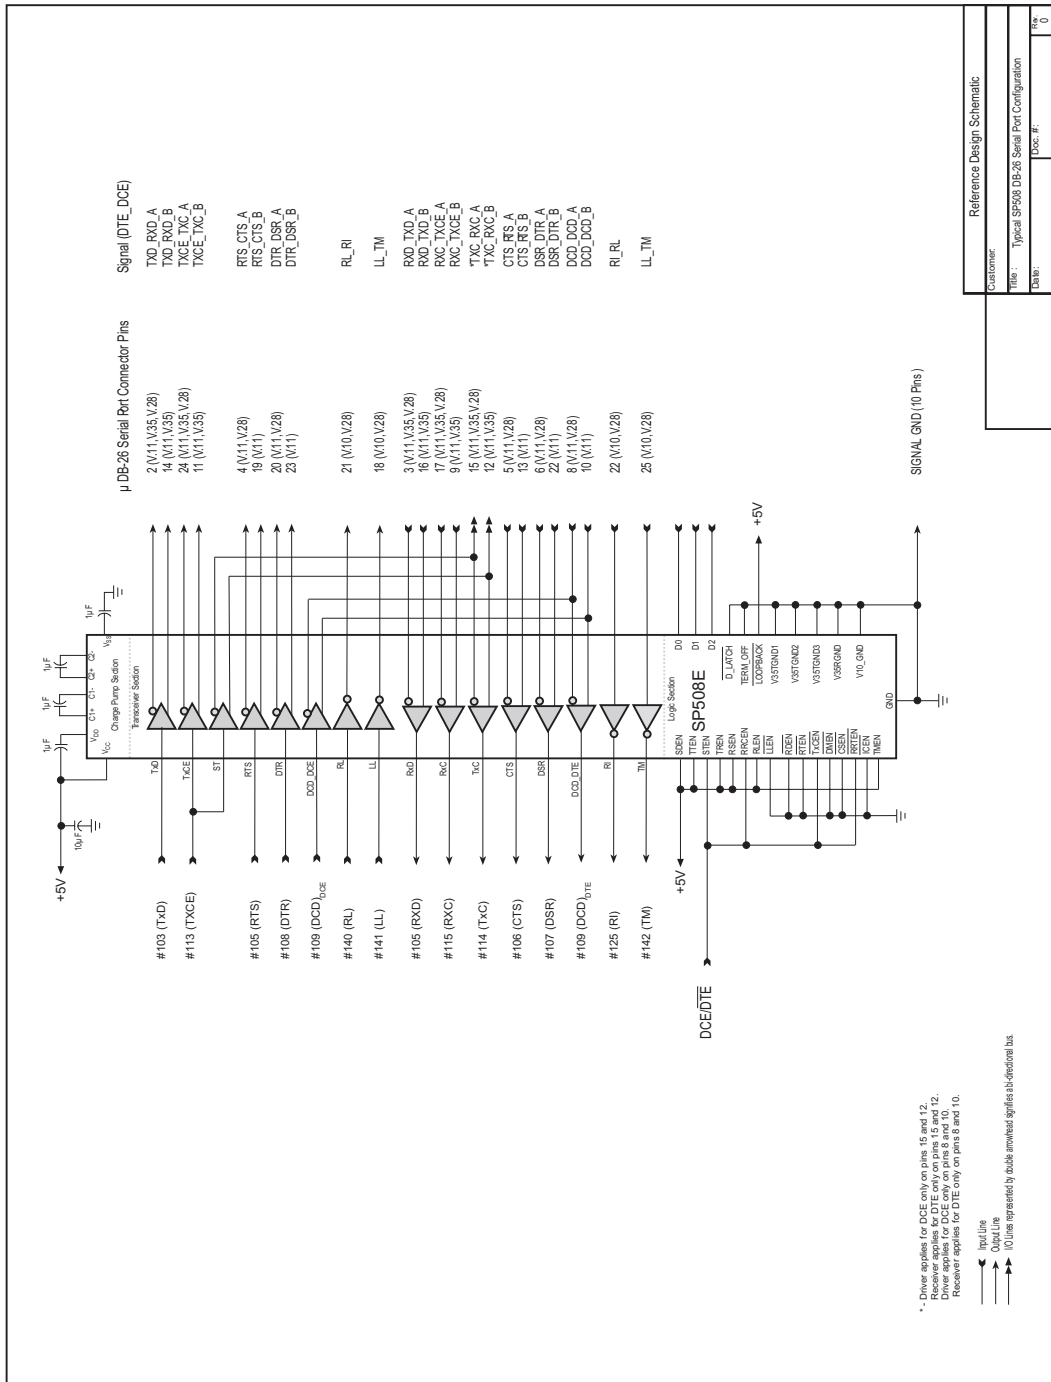 Reference Design Schematic
Customer:
Title : Typical SP508 DB-26 Serial Port Configuration
Date:
Doc. #:
Rev.
0
µ DB-26 Serial Port Connector Pins
Signal (DTE_DCE)
2 (V.11, V.35, V.28) TXD_RXD_A
14 (V.11, V.35) TXD_RXD_B
24 (V.11, V.35, V.28) TXCE_TXC_A
11 (V.11, V.35) TXCE_TXC_B
4 (V.11, V.28) RTS_CTS_A
19 (V.11) RTS_CTS_B
20 (V.11, V.28) DTR_DSR_A
23 (V.11) DTR_DSR_B
21 (V.10, V.28) RL_RI
18 (V.10, V.28) LL_TM
3 (V.11, V.35, V.28) RXD_TXD_A
16 (V.11, V.35) RXD_TXD_B
17 (V.11, V.35, V.28) RXC_TXCE_A
9 (V.11, V.35) RXC_TXCE_B
15 (V.11, V.35, V.28) *TXC_RXC_A
12 (V.11, V.35) *TXC_RXC_B
5 (V.11, V.28) CTS_RTS_A
13 (V.11) CTS_RTS_B
6 (V.11, V.28) DSR_DTR_A
22 (V.11) DSR_DTR_B
8 (V.11, V.28) DCD_DCD_A
10 (V.11) DCD_DCD_B
22 (V.10, V.28) RI_RL
25 (V.10, V.28) LL_TM
+5V
10µF
1µF
1µF
1µF
1µF
VCC
VDD
C1+
C1-
C2+
C2-
VSS
Charge Pump Section
Transceiver Section
#103 (TxD) TxD
#113 (TXCE) TxCE
ST
#105 (RTS) RTS
#108 (DTR) DTR
#109 (DCD)DCE DCD_DCE
#140 (RL) RL
#141 (LL) LL
#105 (RXD) RxD
#115 (RXC) RxC
#114 (TxC) TxC
#106 (CTS) CTS
#107 (DSR) DSR
#109 (DCD)DTE DCD_DTE
#125 (RI) RI
#142 (TM) TM
Logic Section
SP508E
+5V
DCE/DTE
SDEN
TTEN
STEN
TREN
RSEN
RRCEN
RLEN
LLEN
RDEN
RTEN
TxCEN
DMEN
CSEN
RRTEN
ICEN
TMEN
D0
D1
D2
D_LATCH
TERM_OFF
LOOPBACK
V35TGND1
V35TGND2
V35TGND3
V35RGND
V10_GND
GND
+5V
SIGNAL GND (10 Pins )
* - Driver applies for DCE only on pins 15 and 12.
Receiver applies for DTE only on pins 15 and 12.
Driver applies for DCE only on pins 8 and 10.
Receiver applies for DTE only on pins 8 and 10.
Input Line
Output Line
I/O Lines represented by double arrowhead signifies a bi-directional bus.